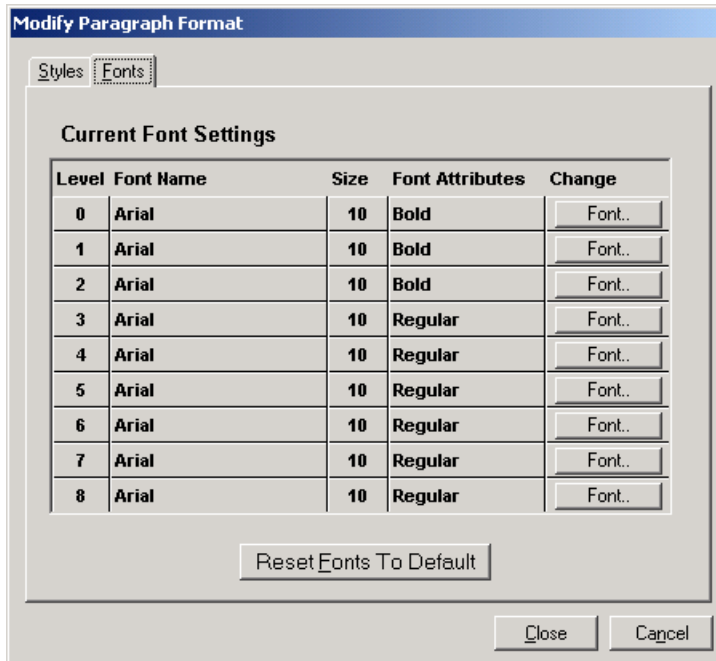 Modify Paragraph Format
Styles Fonts
Current Font Settings
Level Font Name Size Font Attributes Change
0 Arial 10 Bold Font..
1 Arial 10 Bold Font..
2 Arial 10 Bold Font..
3 Arial 10 Regular Font..
4 Arial 10 Regular Font..
5 Arial 10 Regular Font..
6 Arial 10 Regular Font..
7 Arial 10 Regular Font..
8 Arial 10 Regular Font..
Reset Fonts To Default
Close Cancel